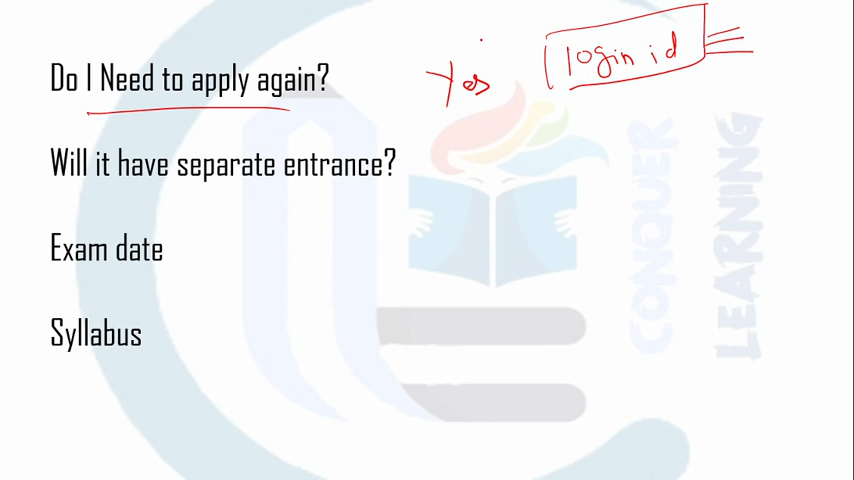 Do I Need to apply again?
Yes
login id
Will it have separate entrance?
Exam date
Syllabus
CONQUER
LEARNING